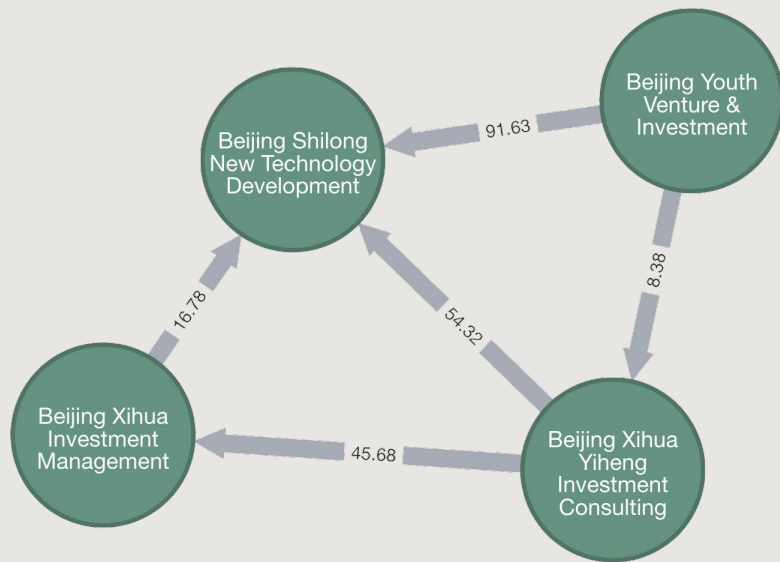 Beijing Youth
Venture &
Investment
Beijing Shilong
New Technology
Development
91.63
8.38
16.78
54.32
Beijing Xihua
Investment
Management
45.68
Beijing Xihua
Yiheng
Investment
Consulting